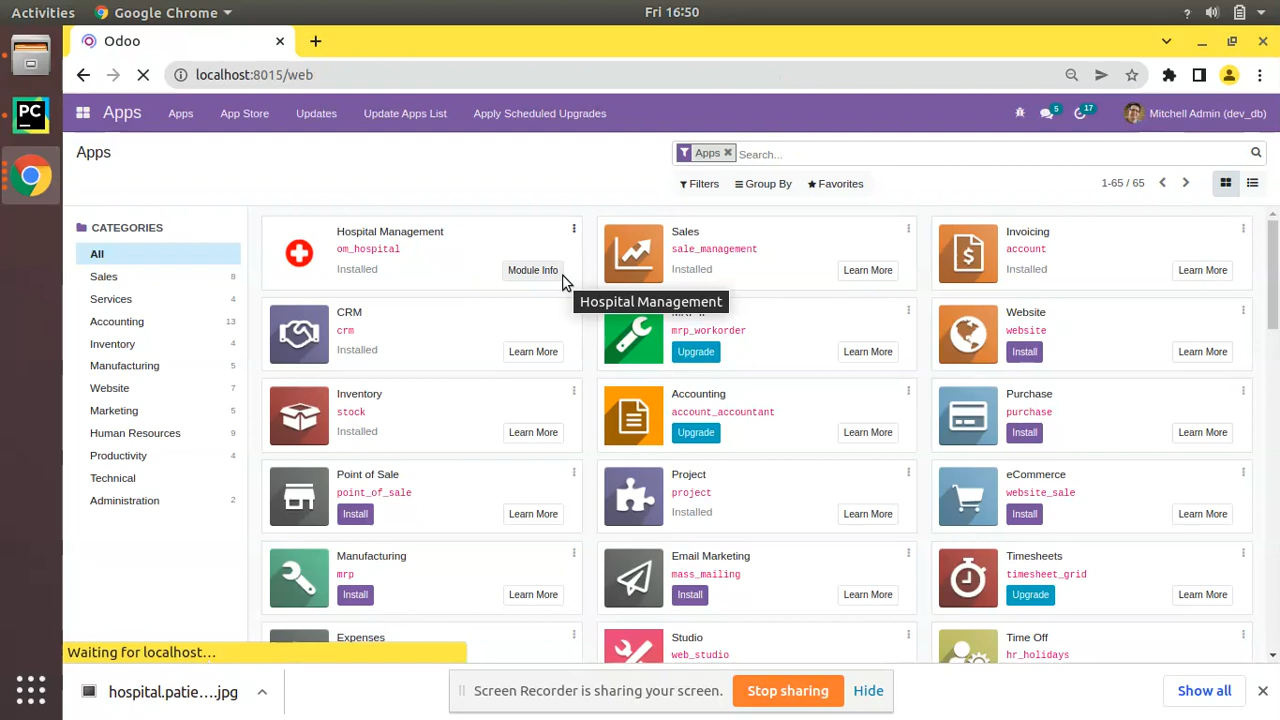 Activities Google Chrome Fri 16:50
Odoo
localhost:8015/web
Apps Apps App Store Updates Update Apps List Apply Scheduled Upgrades 5 17 Mitchell Admin (dev_db)
Apps
Apps Search...
Filters Group By Favorites 1-65 / 65
CATEGORIES
All
Sales 8
Services 4
Accounting 13
Inventory 4
Manufacturing 5
Website 7
Marketing 5
Human Resources 9
Productivity 4
Technical
Administration 2
Hospital Management
om_hospital
Installed
Module Info
Hospital Management
Sales
sale_management
Installed
Learn More
Invoicing
account
Installed
Learn More
CRM
crm
Installed
Learn More
mrp_workorder
Upgrade
Learn More
Website
website
Install
Learn More
Inventory
stock
Installed
Learn More
Accounting
account_accountant
Upgrade
Learn More
Purchase
purchase
Install
Learn More
Point of Sale
point_of_sale
Install
Learn More
Project
project
Installed
Learn More
eCommerce
website_sale
Install
Learn More
Manufacturing
mrp
Install
Learn More
Email Marketing
mass_mailing
Install
Learn More
Timesheets
timesheet_grid
Upgrade
Learn More
Expenses
Studio
web_studio
Time Off
hr_holidays
Waiting for localhost...
hospital.patie....jpg
Screen Recorder is sharing your screen. Stop sharing Hide
Show all
PC